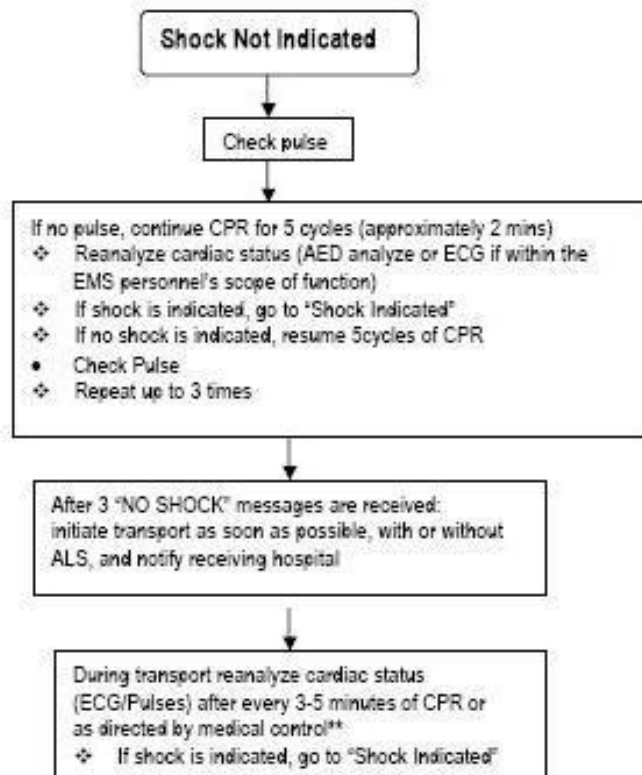 Shock Not Indicated
Check pulse
If no pulse, continue CPR for 5 cycles (approximately 2 mins)
❖ Reanalyze cardiac status (AED analyze or ECG if within the
EMS personnel's scope of function)
❖ If shock is indicated, go to "Shock Indicated"
❖ If no shock is indicated, resume 5cycles of CPR
• Check Pulse
❖ Repeat up to 3 times
After 3 "NO SHOCK" messages are received:
initiate transport as soon as possible, with or without
ALS, and notify receiving hospital
During transport reanalyze cardiac status
(ECG/Pulses) after every 3-5 minutes of CPR or
as directed by medical control**
❖ If shock is indicated, go to "Shock Indicated"